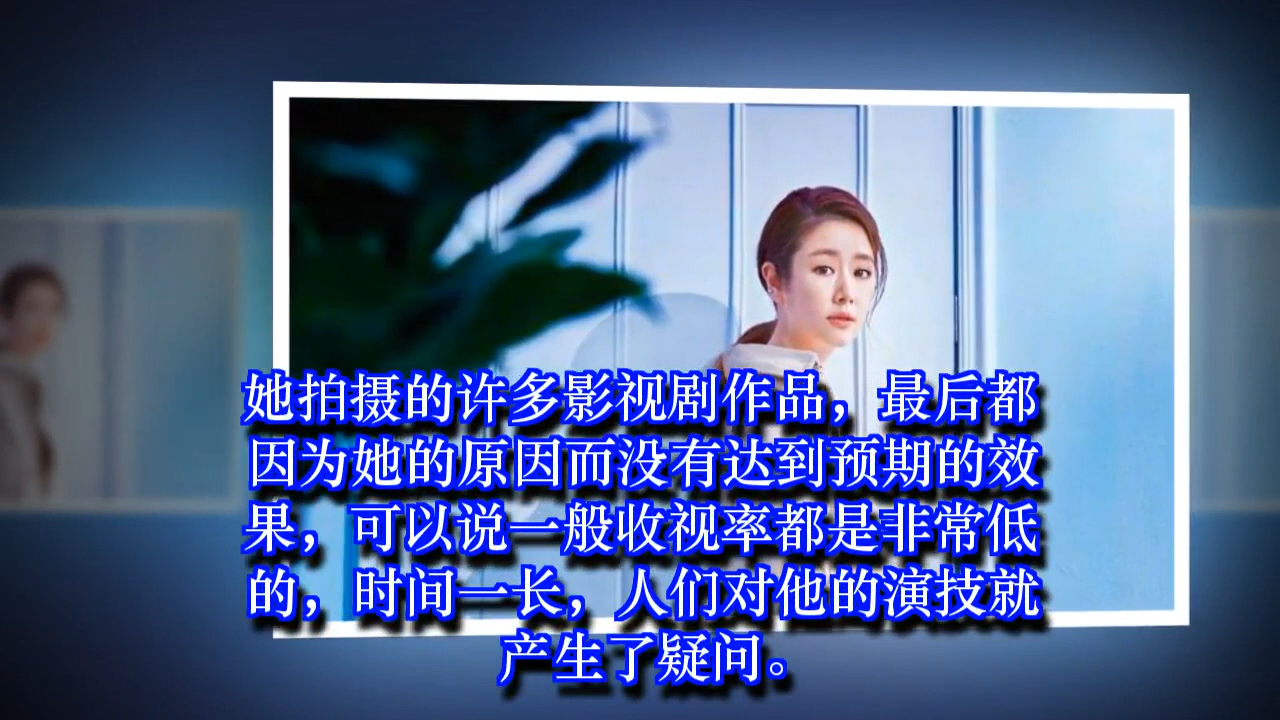 她拍摄的许多影视剧作品，最后都
因为她的原因而没有达到预期的效
果，可以说一般收视率都是非常低
的，时间一长，人们对他的演技就
产生了疑问。